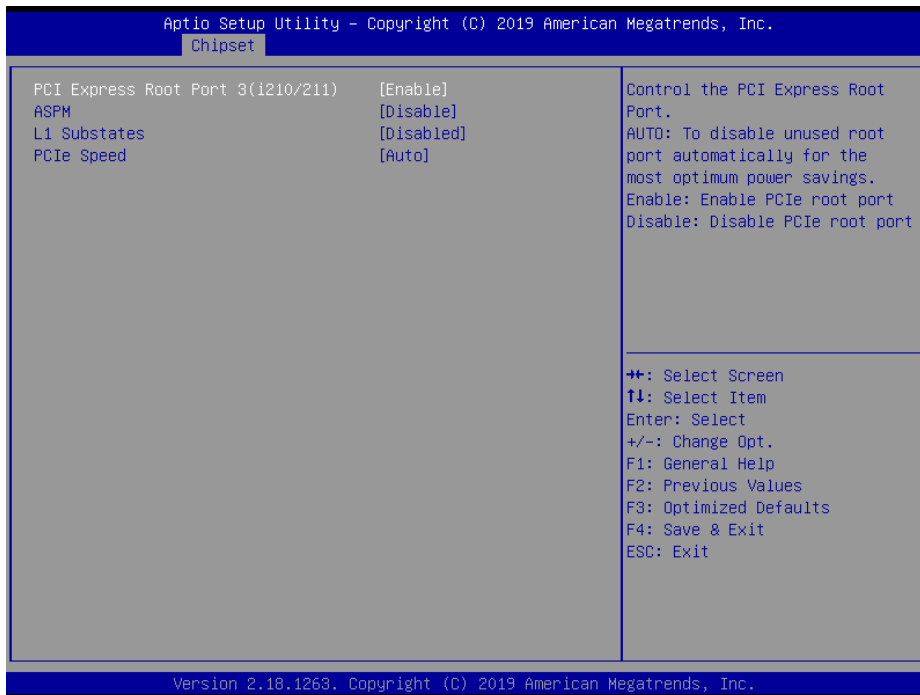 Aptio Setup Utility – Copyright (C) 2019 American Megatrends, Inc.
Chipset
PCI Express Root Port 3(i210/211) [Enable]
ASPM [Disable]
L1 Substates [Disabled]
PCIe Speed [Auto]
Control the PCI Express Root
Port.
AUTO: To disable unused root
port automatically for the
most optimum power savings.
Enable: Enable PCIe root port
Disable: Disable PCIe root port
→←: Select Screen
↑↓: Select Item
Enter: Select
+/-: Change Opt.
F1: General Help
F2: Previous Values
F3: Optimized Defaults
F4: Save & Exit
ESC: Exit
Version 2.18.1263. Copyright (C) 2019 American Megatrends, Inc.